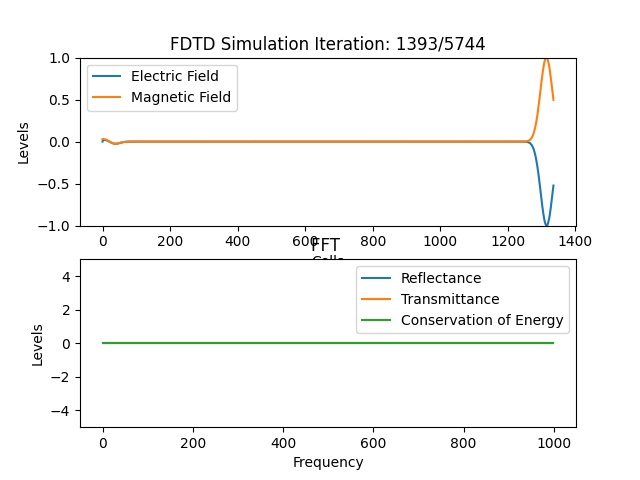 FDTD Simulation Iteration: 1393/5744
1.0
0.5
0.0
−0.5
−1.0
Levels
Electric Field
Magnetic Field
0 200 400 600 800 1000 1200 1400
FFT
4
2
0
−2
−4
Levels
Reflectance
Transmittance
Conservation of Energy
0 200 400 600 800 1000
Frequency